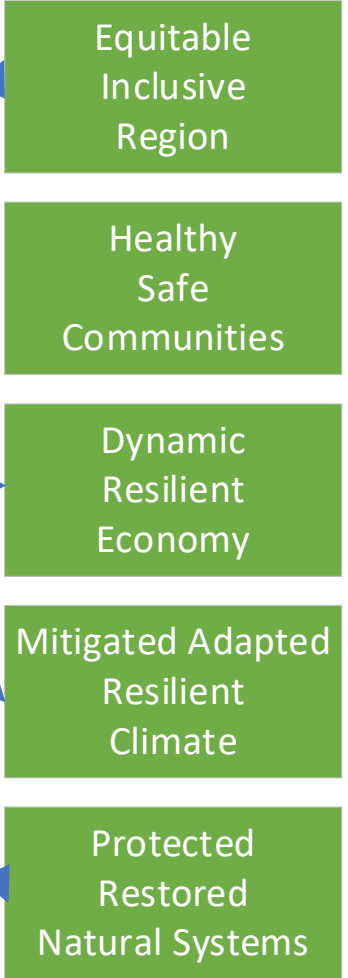 Equitable
Inclusive
Region
Healthy
Safe
Communities
Dynamic
Resilient
Economy
Mitigated Adapted
Resilient
Climate
Protected
Restored
Natural Systems